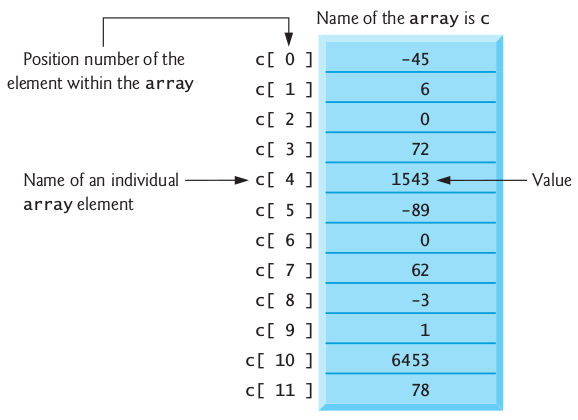 Name of the array is c
Position number of the
element within the array
c[ 0 ] -45
c[ 1 ] 6
c[ 2 ] 0
c[ 3 ] 72
Name of an individual
array element
c[ 4 ] 1543
Value
c[ 5 ] -89
c[ 6 ] 0
c[ 7 ] 62
c[ 8 ] -3
c[ 9 ] 1
c[ 10 ] 6453
c[ 11 ] 78